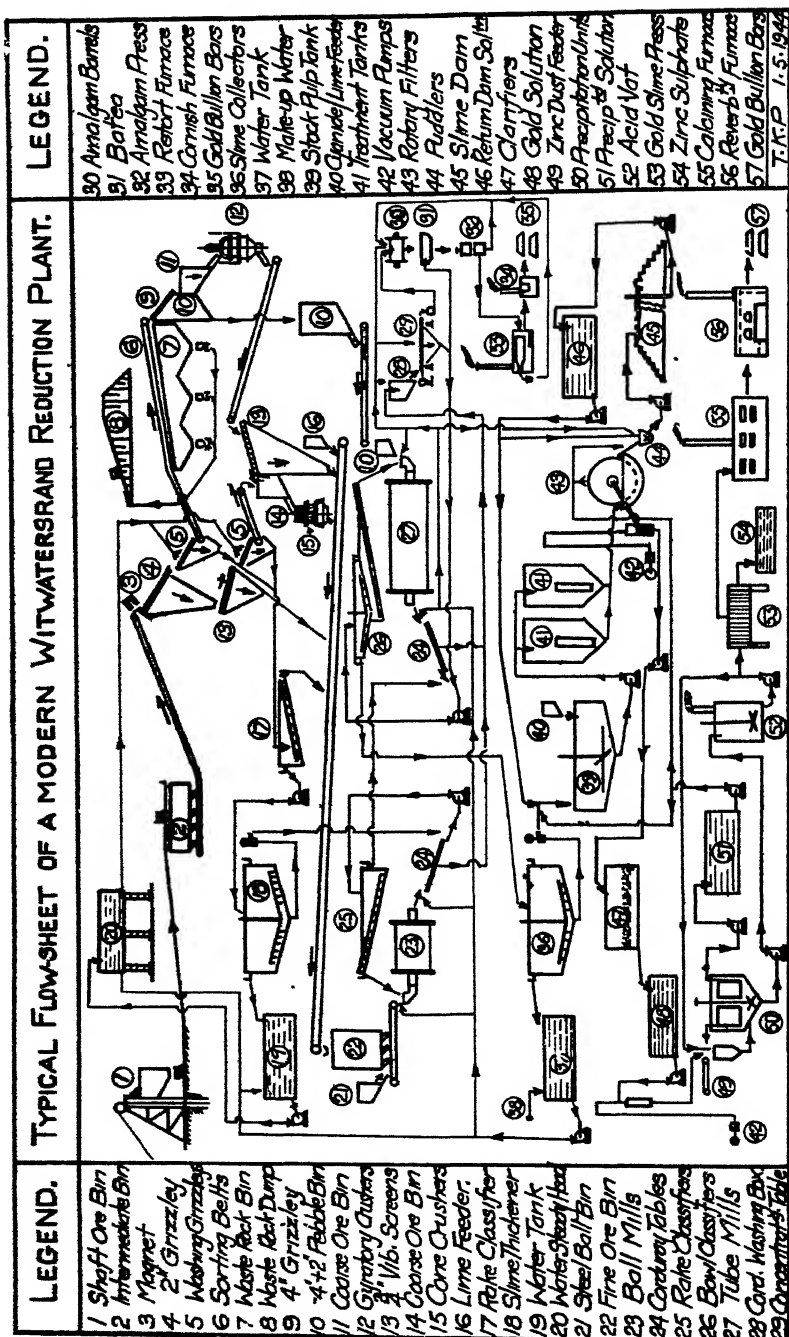 LEGEND.
TYPICAL FLOW-SHEET OF A MODERN WITWATERSRAND REDUCTION PLANT.
LEGEND.
1 Shaft Ore Bin
2 Intermediate Bin
3 Magnet
4 2" Grizzley
5 Washing Grizzleys
6 Sorting Belts
7 Waste Rock Bin
8 Waste Rock Dump
9 4" Grizzley
10 -4"+2" Pebble Bin
11 Coarse Ore Bin
12 Gyratory Crushers
13 Vib. Screens
14 Coarse Ore Bin
15 Cone Crushers
16 Lime Feeder.
17 Rake Classifier
18 Slime Thickener
19 Water Tank
20 Water Steady Head
21 Steel Ball Bin
22 Fine Ore Bin
23 Ball Mills
24 Corduroy Tables
25 Rake Classifiers
26 Bowl Classifiers
27 Tube Mills
28 Cord. Washing Box
29 Concentrat'g Table
30 Amalgam Barrels
31 Batea
32 Amalgam Press
33 Retort Furnace
34 Cornish Furnace
35 Gold Bullion Bars
36 Slime Collectors
37 Water Tank
38 Make-up Water
39 Stock Pulp Tank
40 Cyanide/Lime Feeder
41 Treatment Tanks
42 Vacuum Pumps
43 Rotary Filters
44 Puddlers
45 Slime Dam
46 Return Dam Soltn
47 Clarifiers
48 Gold Solution
49 Zinc Dust Feeder
50 Precipitation Units
51 Precip'td Solution
52 Acid Vat
53 Gold Slime Press
54 Zinc Sulphate
55 Calcining Furnace
56 Reverb'y Furnace
57 Gold Bullion Bars
T.K.P 1.5.1944